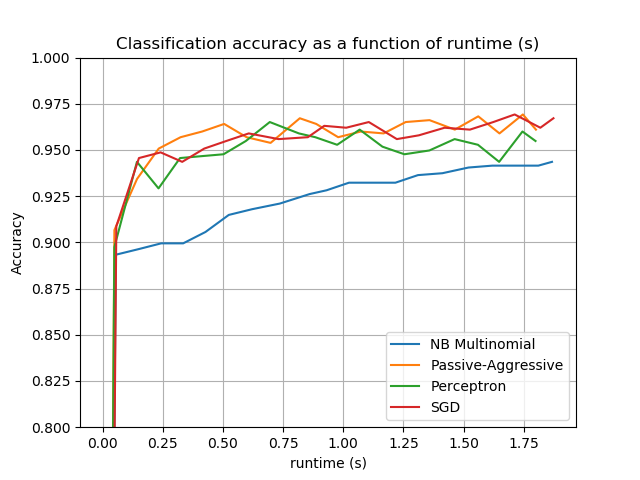 Classification accuracy as a function of runtime (s)
1.000
0.975
0.950
0.925
0.900
0.875
0.850
0.825
0.800
Accuracy
NB Multinomial
Passive-Aggressive
Perceptron
SGD
0.00 0.25 0.50 0.75 1.00 1.25 1.50 1.75
runtime (s)